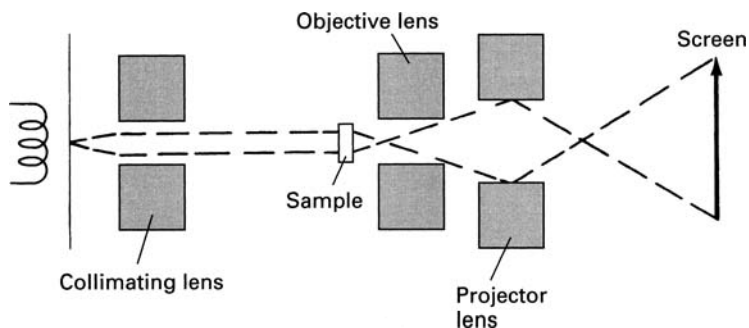 Objective lens
Screen
Sample
Collimating lens
Projector
lens